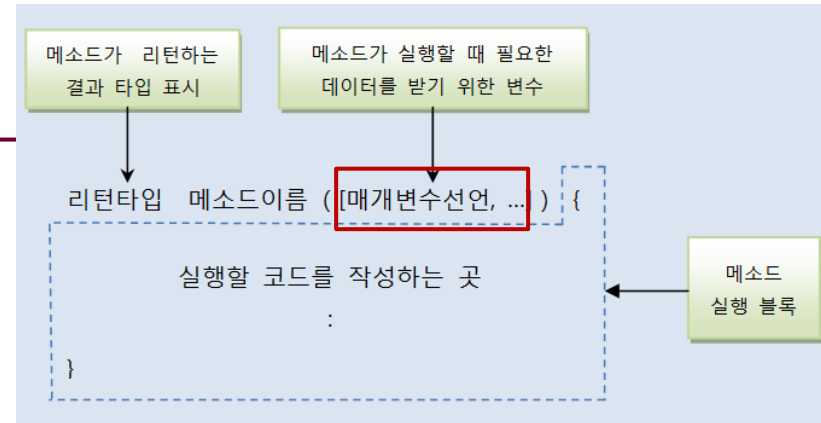 메소드가 리턴하는
결과 타입 표시
메소드가 실행할 때 필요한
데이터를 받기 위한 변수
리턴타입 메소드이름 ( [매개변수선언, ...] ) {
실행할 코드를 작성하는 곳
:
}
메소드
실행 블록